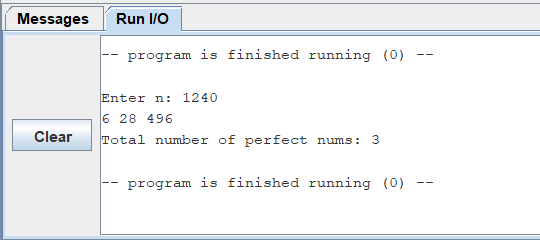 Messages Run I/O
-- program is finished running (0) --
Enter n: 1240
6 28 496
Total number of perfect nums: 3
Clear
-- program is finished running (0) --